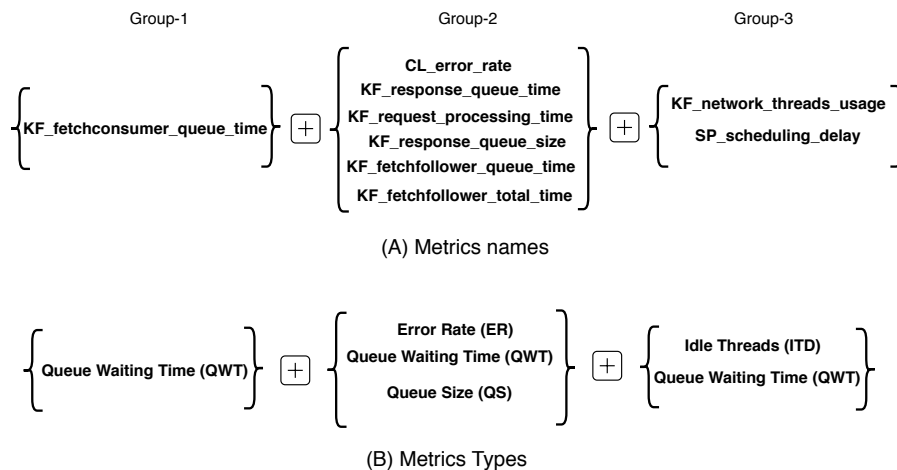 Group-1
Group-2
Group-3
KF_fetchconsumer_queue_time
+
CL_error_rate
KF_response_queue_time
KF_request_processing_time
KF_response_queue_size
KF_fetchfollower_queue_time
KF_fetchfollower_total_time
+
KF_network_threads_usage
SP_scheduling_delay
(A) Metrics names
Queue Waiting Time (QWT)
+
Error Rate (ER)
Queue Waiting Time (QWT)
Queue Size (QS)
+
Idle Threads (ITD)
Queue Waiting Time (QWT)
(B) Metrics Types